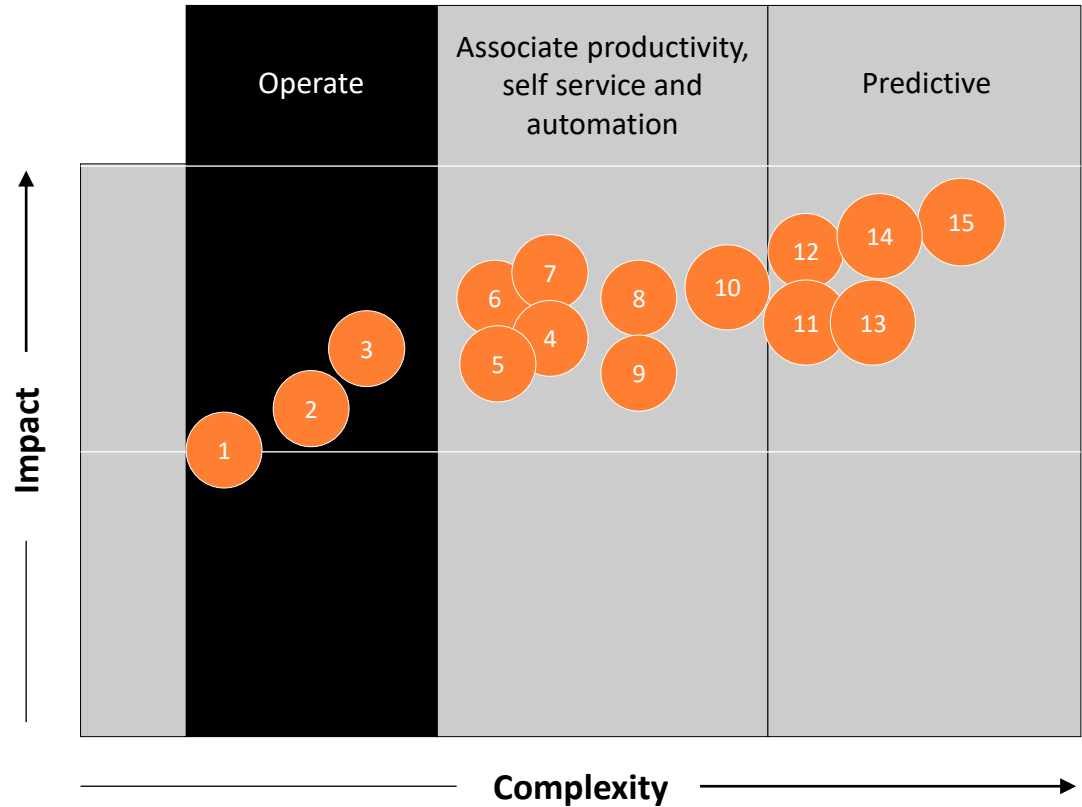 Operate
Associate productivity,
self service and
automation
Predictive
Impact
15
14
12
7
10
6
8
11
13
4
3
5
9
2
1
Complexity